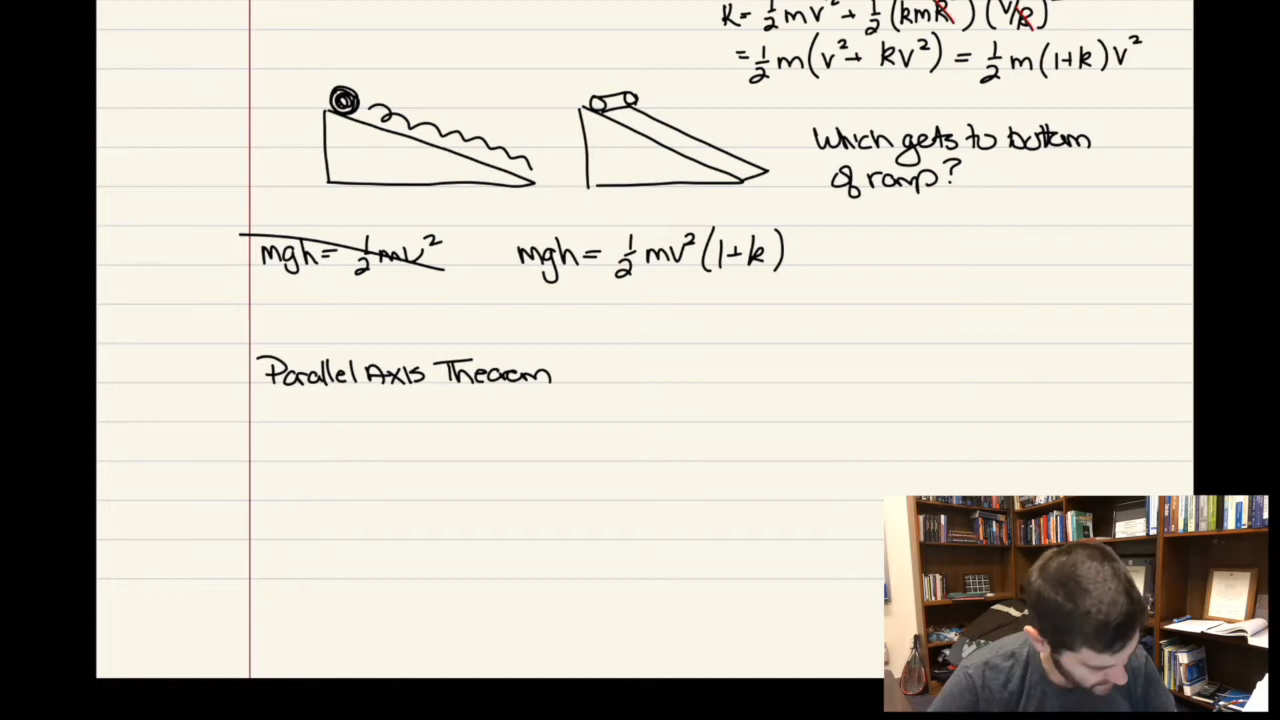 K = ½mv² + ½(kmR²)(v/R)²
= ½m(v² + kv²) = ½m(1+k)v²
Which gets to bottom
of ramp?
mgh = ½mv² mgh = ½mv²(1+k)
Parallel Axis Theorem